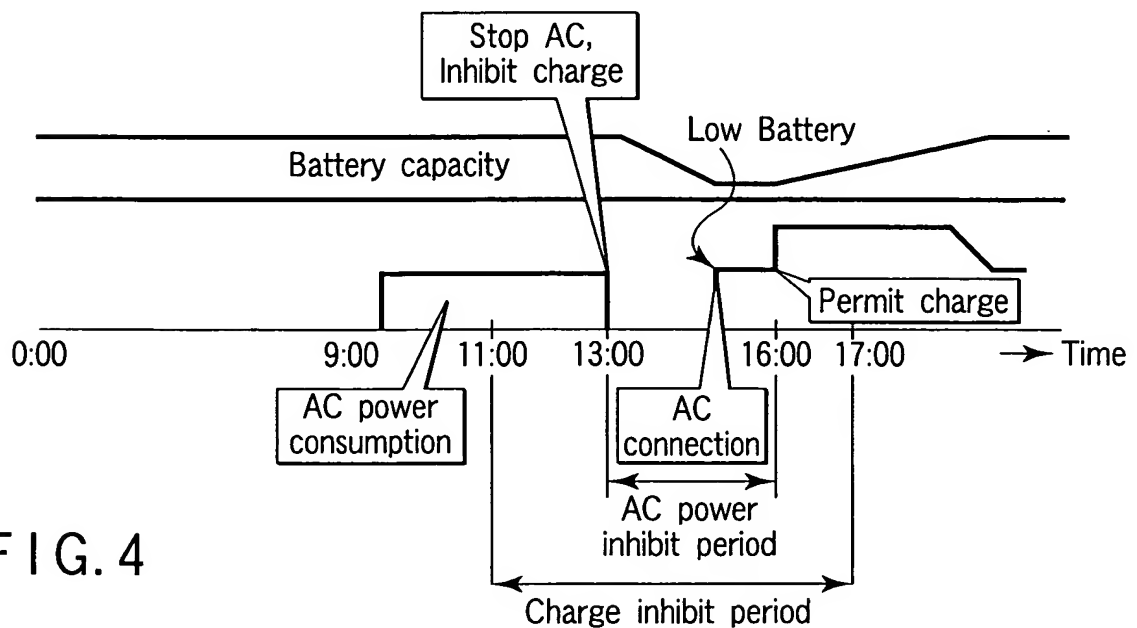 Stop AC,
Inhibit charge
Low Battery
Battery capacity
Permit charge
0:00 9:00 11:00 13:00 16:00 17:00 Time
AC power
consumption
AC
connection
AC power
inhibit period
FIG. 4
Charge inhibit period